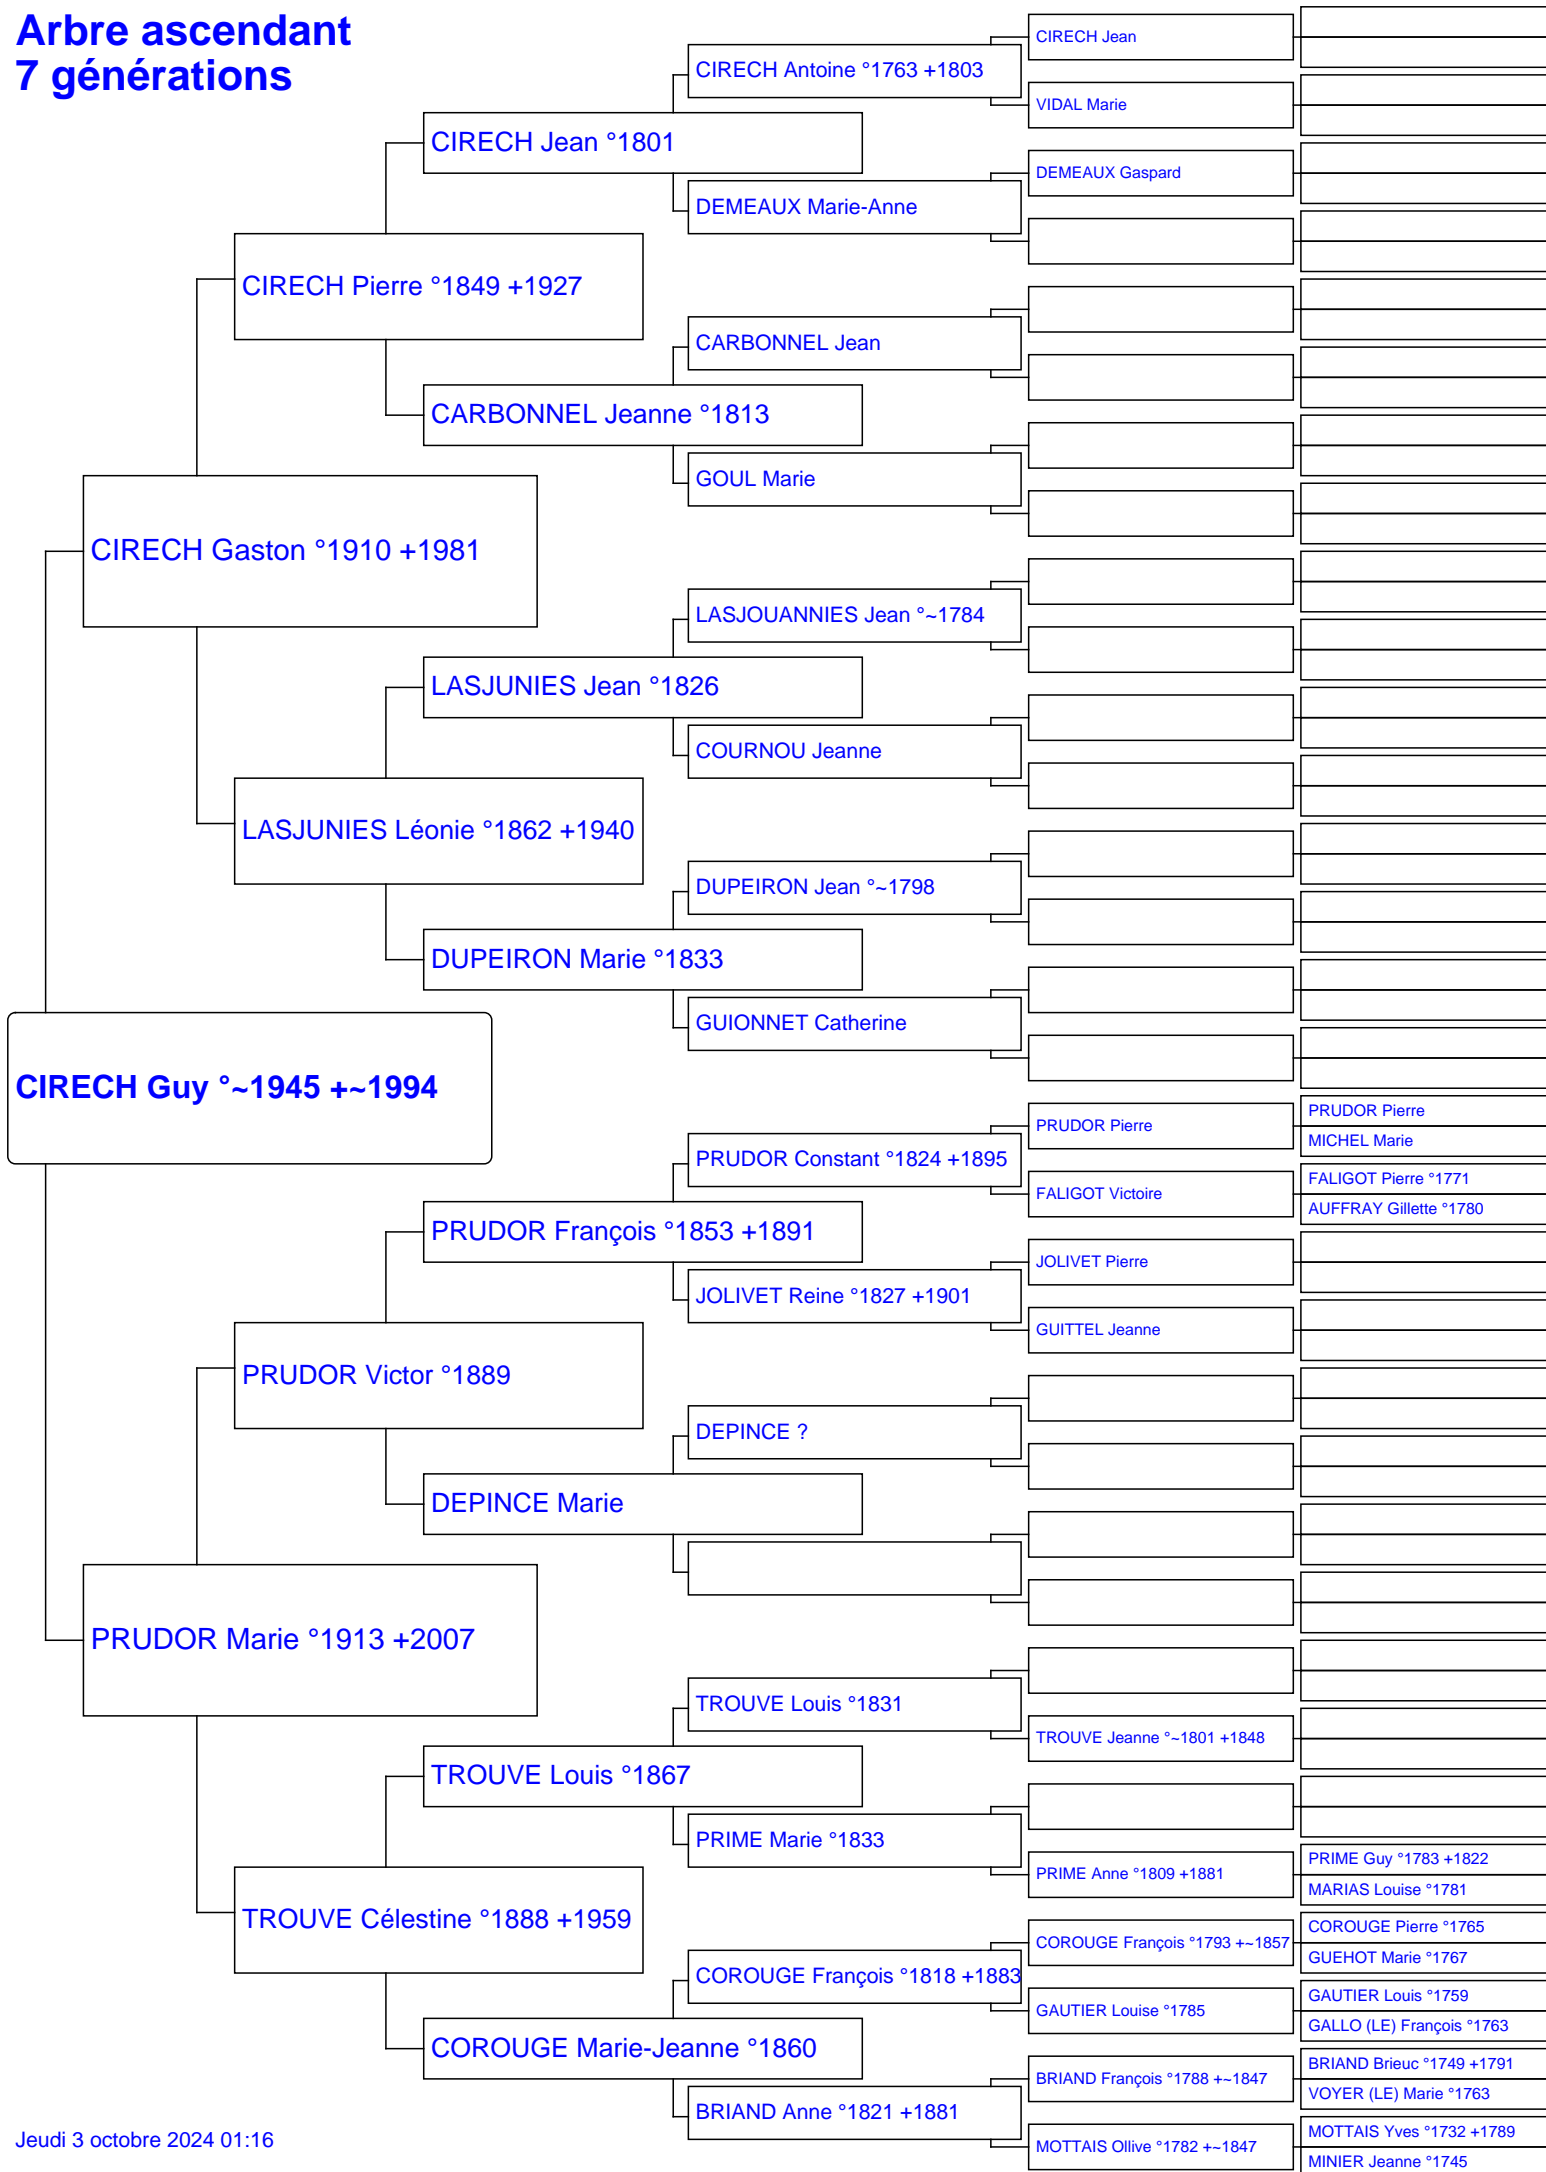 Arbre ascendant
7 générations
CIRECH Jean
CIRECH Antoine °1763 +1803
VIDAL Marie
CIRECH Jean °1801
DEMEAUX Gaspard
DEMEAUX Marie-Anne
CIRECH Pierre °1849 +1927
CARBONNEL Jean
CARBONNEL Jeanne °1813
GOUL Marie
CIRECH Gaston °1910 +1981
LASJOUANNIES Jean °~1784
LASJUNIES Jean °1826
COURNOU Jeanne
LASJUNIES Léonie °1862 +1940
DUPEIRON Jean °~1798
DUPEIRON Marie °1833
GUIONNET Catherine
CIRECH Guy °~1945 +~1994
PRUDOR Pierre
PRUDOR Pierre
MICHEL Marie
PRUDOR Constant °1824 +1895
FALIGOT Pierre °1771
FALIGOT Victoire
AUFFRAY Gillette °1780
PRUDOR François °1853 +1891
JOLIVET Pierre
JOLIVET Reine °1827 +1901
GUITTEL Jeanne
PRUDOR Victor °1889
DEPINCE ?
DEPINCE Marie
PRUDOR Marie °1913 +2007
TROUVE Louis °1831
TROUVE Jeanne °~1801 +1848
TROUVE Louis °1867
PRIME Marie °1833
PRIME Guy °1783 +1822
PRIME Anne °1809 +1881
MARIAS Louise °1781
TROUVE Célestine °1888 +1959
COROUGE Pierre °1765
COROUGE François °1793 +~1857
GUEHOT Marie °1767
COROUGE François °1818 +1883
GAUTIER Louis °1759
GAUTIER Louise °1785
GALLO (LE) François °1763
COROUGE Marie-Jeanne °1860
BRIAND Brieuc °1749 +1791
BRIAND François °1788 +~1847
VOYER (LE) Marie °1763
BRIAND Anne °1821 +1881
MOTTAIS Yves °1732 +1789
MOTTAIS Ollive °1782 +~1847
MINIER Jeanne °1745
Jeudi 3 octobre 2024 01:16